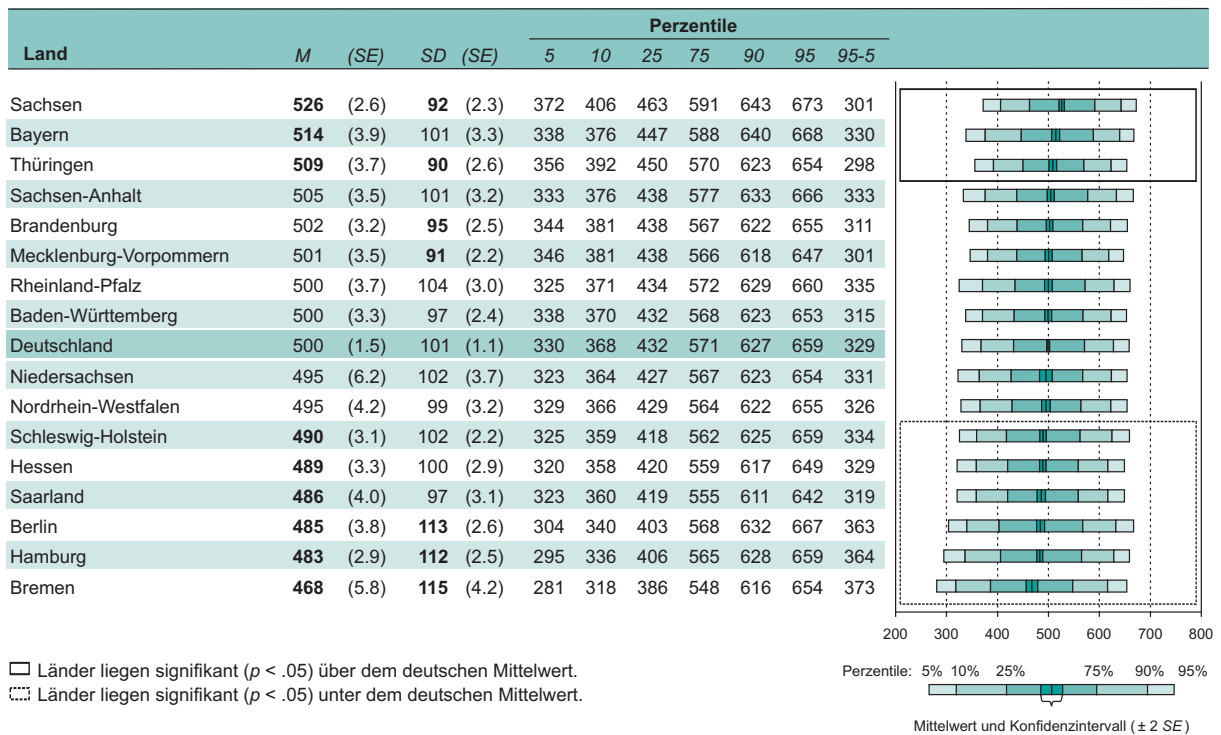 Perzentile
Land M (SE) SD (SE) 5 10 25 75 90 95 95-5
Sachsen 526 (2.6) 92 (2.3) 372 406 463 591 643 673 301
Bayern 514 (3.9) 101 (3.3) 338 376 447 588 640 668 330
Thüringen 509 (3.7) 90 (2.6) 356 392 450 570 623 654 298
Sachsen-Anhalt 505 (3.5) 101 (3.2) 333 376 438 577 633 666 333
Brandenburg 502 (3.2) 95 (2.5) 344 381 438 567 622 655 311
Mecklenburg-Vorpommern 501 (3.5) 91 (2.2) 346 381 438 566 618 647 301
Rheinland-Pfalz 500 (3.7) 104 (3.0) 325 371 434 572 629 660 335
Baden-Württemberg 500 (3.3) 97 (2.4) 338 370 432 568 623 653 315
Deutschland 500 (1.5) 101 (1.1) 330 368 432 571 627 659 329
Niedersachsen 495 (6.2) 102 (3.7) 323 364 427 567 623 654 331
Nordrhein-Westfalen 495 (4.2) 99 (3.2) 329 366 429 564 622 655 326
Schleswig-Holstein 490 (3.1) 102 (2.2) 325 359 418 562 625 659 334
Hessen 489 (3.3) 100 (2.9) 320 358 420 559 617 649 329
Saarland 486 (4.0) 97 (3.1) 323 360 419 555 611 642 319
Berlin 485 (3.8) 113 (2.6) 304 340 403 568 632 667 363
Hamburg 483 (2.9) 112 (2.5) 295 336 406 565 628 659 364
Bremen 468 (5.8) 115 (4.2) 281 318 386 548 616 654 373
200 300 400 500 600 700 800
Länder liegen signifikant (p < .05) über dem deutschen Mittelwert.
Länder liegen signifikant (p < .05) unter dem deutschen Mittelwert.
Perzentile: 5% 10% 25% 75% 90% 95%
Mittelwert und Konfidenzintervall (± 2 SE)